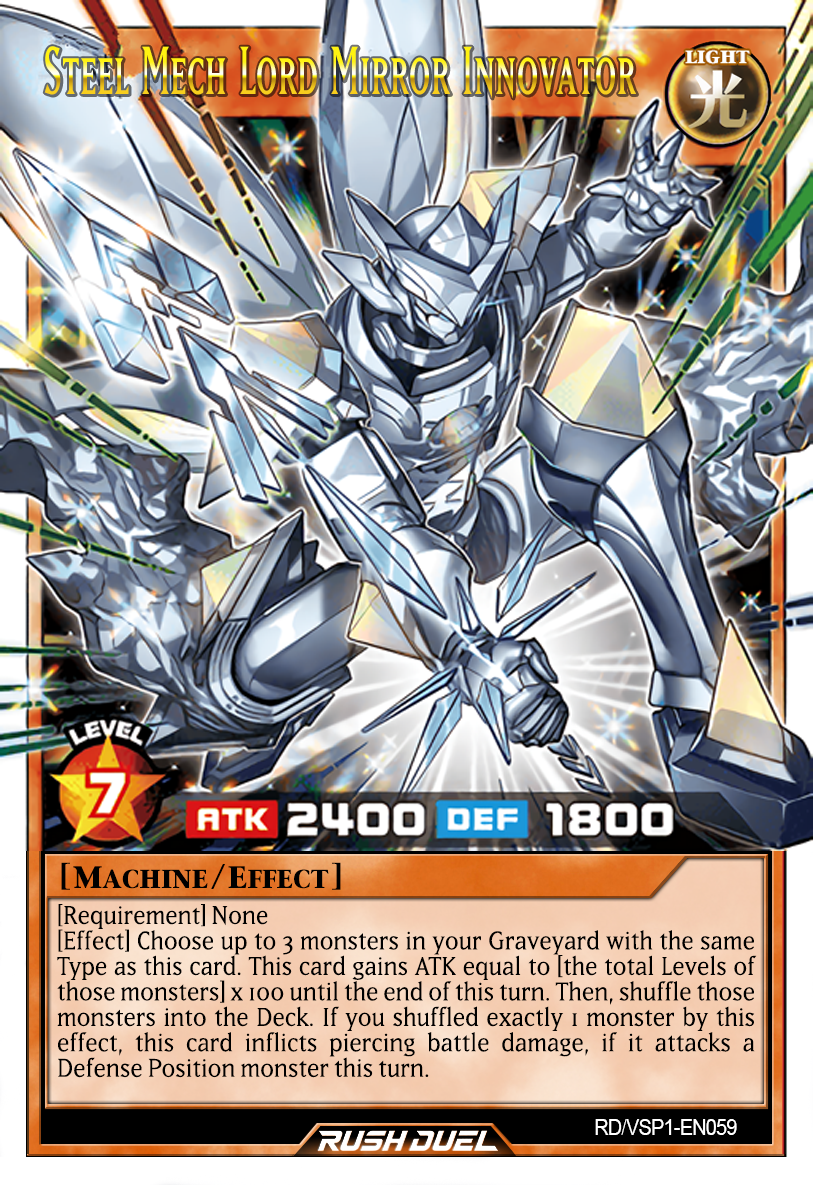 Steel Mech Lord Mirror Innovator
LIGHT
光
LEVEL
7
ATK 2400 DEF 1800
[Machine/Effect]
[Requirement] None
[Effect] Choose up to 3 monsters in your Graveyard with the same
Type as this card. This card gains ATK equal to [the total Levels of
those monsters] x 100 until the end of this turn. Then, shuffle those
monsters into the Deck. If you shuffled exactly 1 monster by this
effect, this card inflicts piercing battle damage, if it attacks a
Defense Position monster this turn.
RD/VSP1-EN059
RUSH DUEL